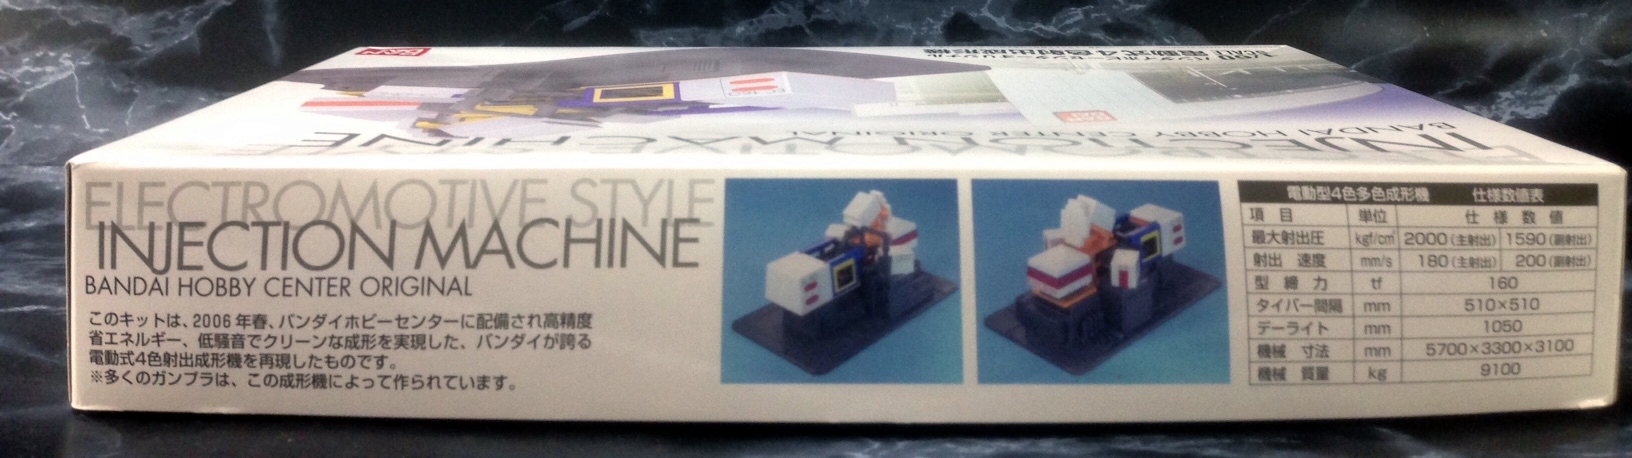 BANDAI HOBBY CENTER ORIGINAL
INJECTION MACHINE
ELECTROMOTIVE STYLE
INJECTION MACHINE
BANDAI HOBBY CENTER ORIGINAL
このキットは、2006年春、バンダイホビーセンターに配備され高精度
省エネルギー、低騒音でクリーンな成形を実現した、バンダイが誇る
電動式4色射出成形機を再現したものです。
※多くのガンプラは、この成形機によって作られています。
電動型4色多色成形機 仕様数値表
項目 単位 仕様数値
最大射出圧 kgf/cm² 2000(主射出) 1590(副射出)
射出 速度 mm/s 180(主射出) 200(副射出)
型締力 tf 160
タイバー間隔 mm 510×510
デーライト mm 1050
機械 寸法 mm 5700×3300×3100
機械 質量 kg 9100